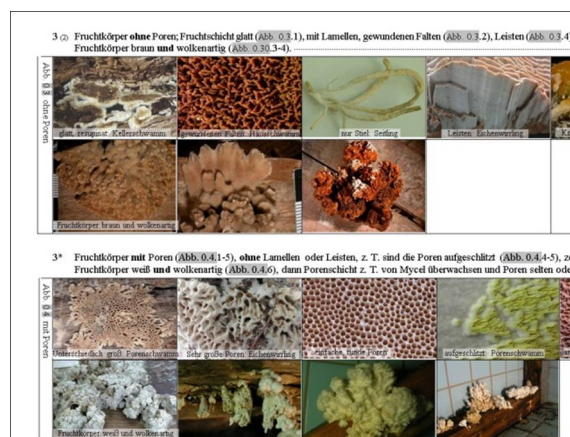 3 (2) Fruchtkörper ohne Poren; Fruchtschicht glatt (Abb. 0.3.1), mit Lamellen, gewundenen Falten (Abb. 0.3.2), Leisten (Abb. 0.3.4)
Fruchtkörper braun und wolkenartig (Abb. 0.30.3-4).
Abb. 0.3 ohne Poren
glatt, resupinat: Kellerschwamm
gewundenen Falten: Hausschwamm
nur Stiel: Seitling
Leisten: Eichenwirrling
Fruchtkörper braun und wolkenartig
3* Fruchtkörper mit Poren (Abb. 0.4.1-5), ohne Lamellen oder Leisten, z. T. sind die Poren aufgeschlitzt (Abb. 0.4.4-5),
Fruchtkörper weiß und wolkenartig (Abb. 0.4.6), dann Porenschicht z. T. von Mycel überwachsen und Poren selten
Abb. 0.4 mit Poren
Unterschiedlich groß: Porenschwamm
Sehr große Poren: Eichenwirrling
einfache, runde Poren
aufgeschlitzt: Porenschwamm
Fruchtkörper weiß und wolkenartig